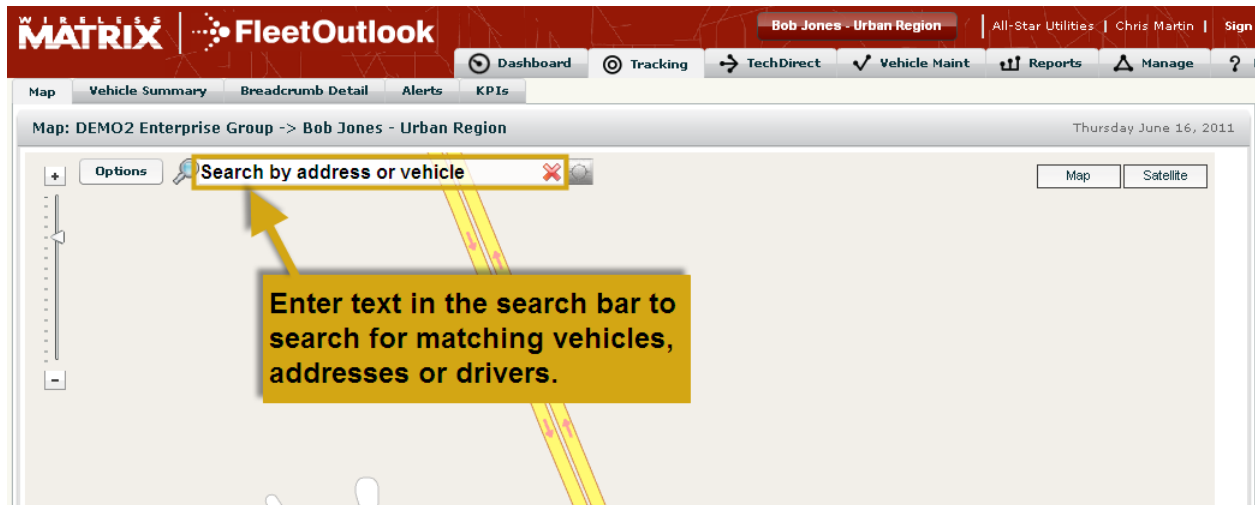 WIRELESS
MATRIX FleetOutlook
Bob Jones - Urban Region All-Star Utilities | Chris Martin | Sign
Dashboard Tracking TechDirect Vehicle Maint Reports Manage ?
Map Vehicle Summary Breadcrumb Detail Alerts KPIs
Map: DEMO2 Enterprise Group -> Bob Jones - Urban Region Thursday June 16, 2011
+ Options Search by address or vehicle Map Satellite
Enter text in the search bar to
search for matching vehicles,
addresses or drivers.
-